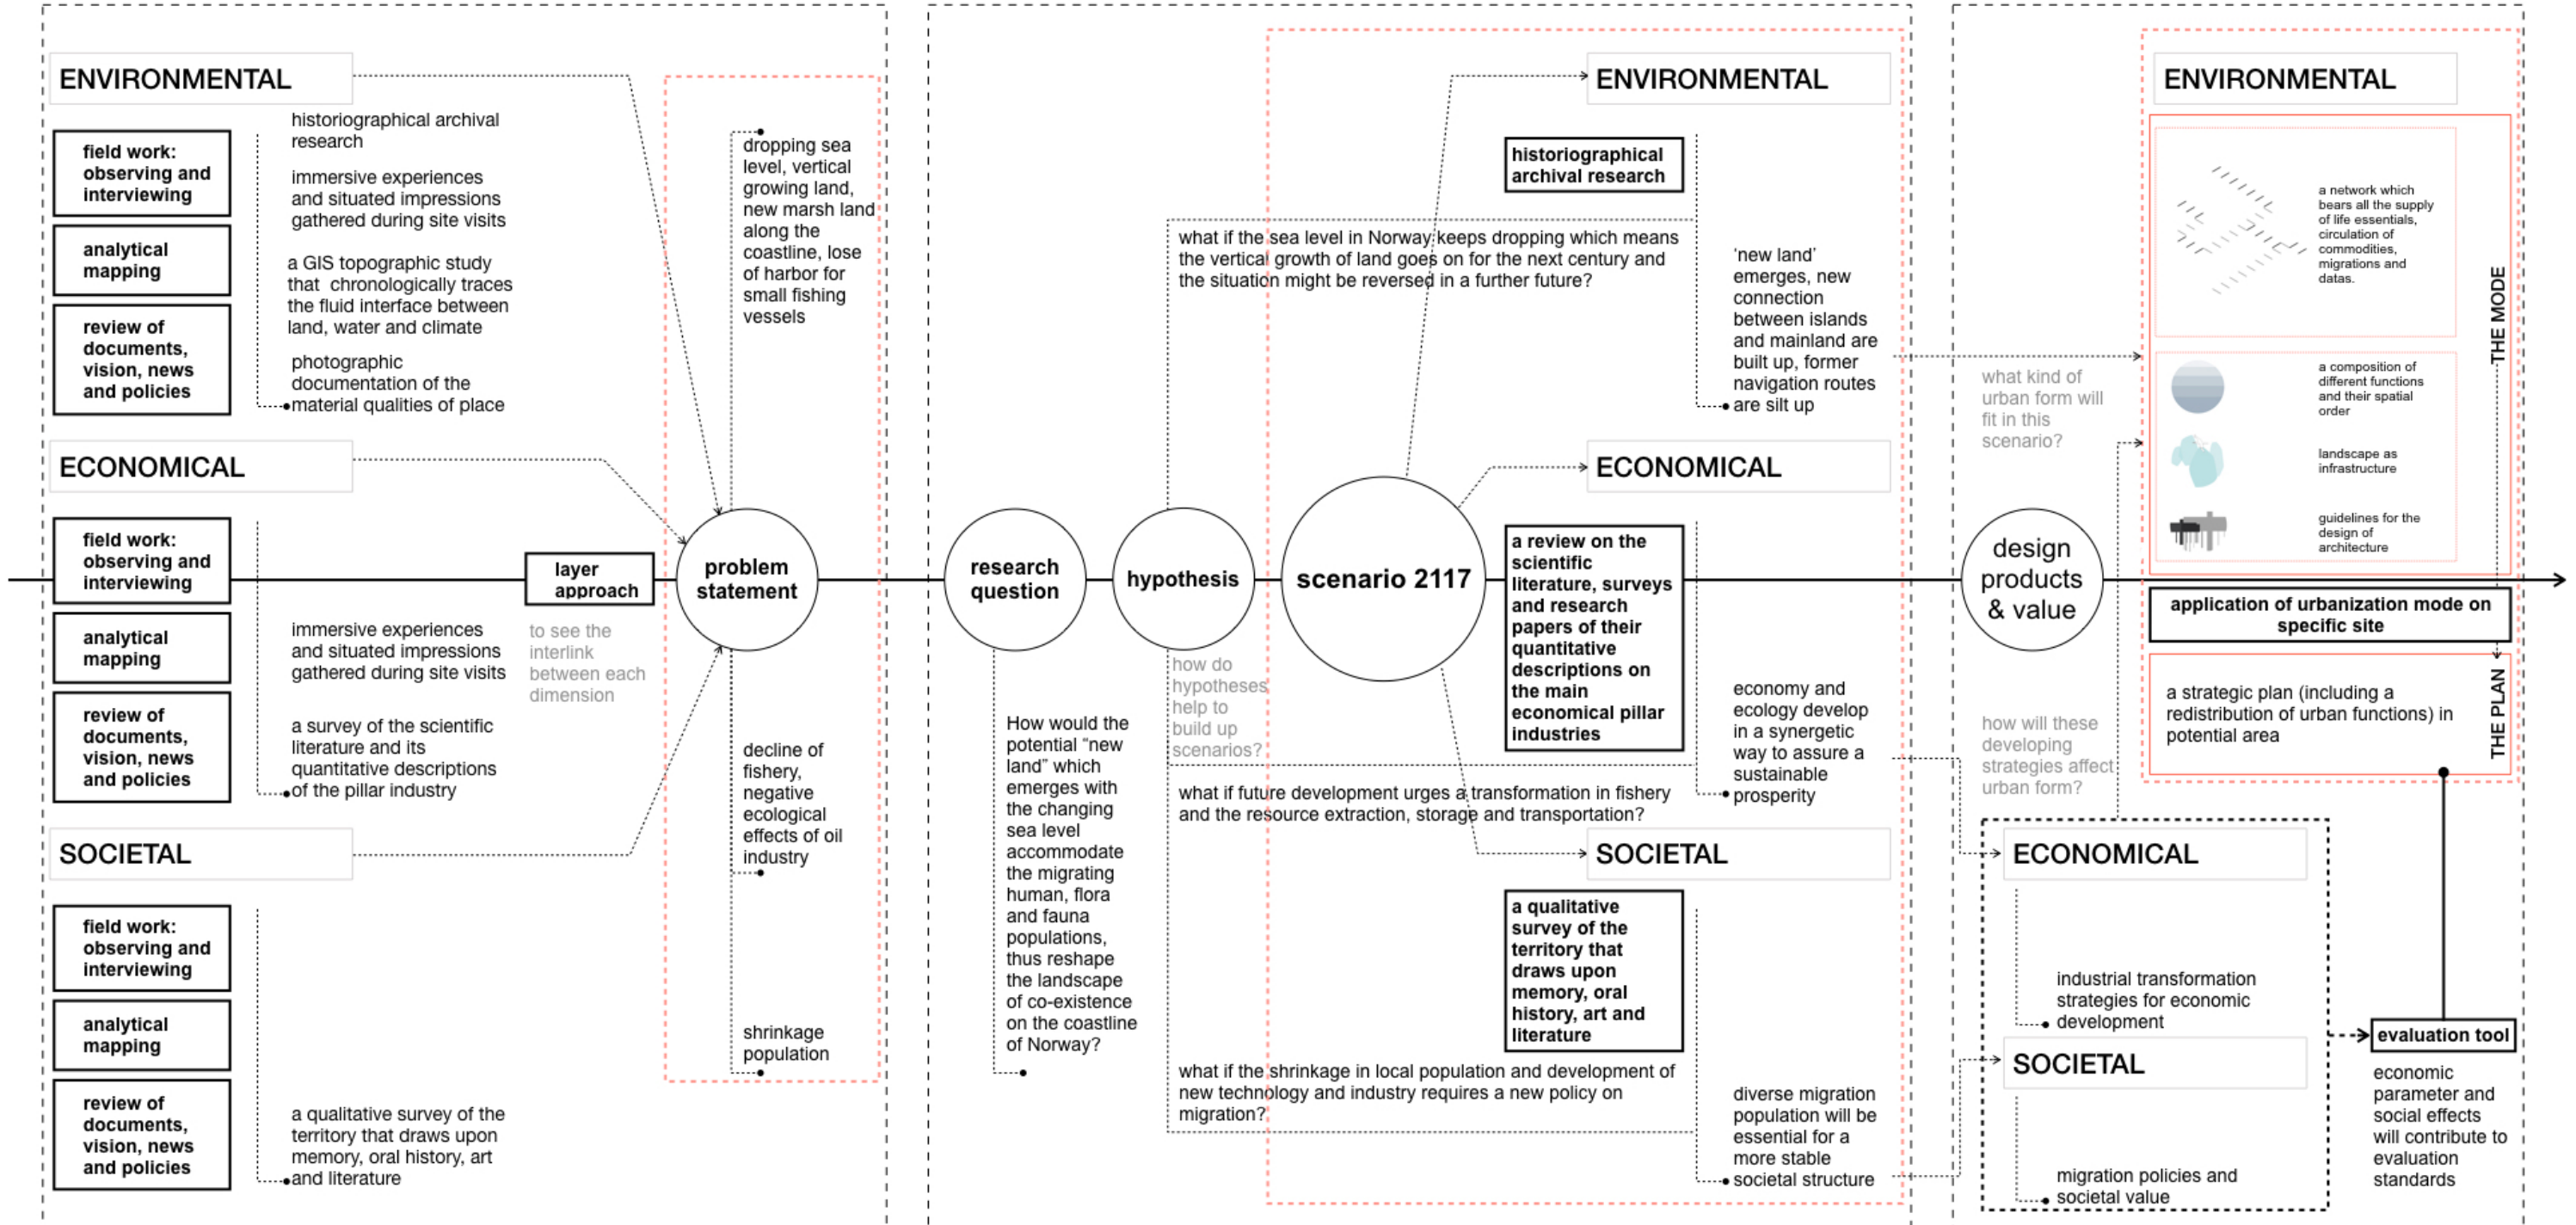 ENVIRONMENTAL
field work:
observing and
interviewing
analytical
mapping
review of
documents,
vision, news
and policies
historiographical archival
research
immersive experiences
and situated impressions
gathered during site visits
a GIS topographic study
that chronologically traces
the fluid interface between
land, water and climate
photographic
documentation of the
material qualities of place
ECONOMICAL
field work:
observing and
interviewing
analytical
mapping
review of
documents,
vision, news
and policies
immersive experiences
and situated impressions
gathered during site visits
a survey of the scientific
literature and its
quantitative descriptions
of the pillar industry
SOCIETAL
field work:
observing and
interviewing
analytical
mapping
review of
documents,
vision, news
and policies
a qualitative survey of the
territory that draws upon
memory, oral history, art
and literature
layer
approach
to see the
interlink
between each
dimension
problem
statement
dropping sea
level, vertical
growing land,
new marsh land
along the
coastline, lose
of harbor for
small fishing
vessels
decline of
fishery,
negative
ecological
effects of oil
industry
shrinkage
population
research
question
How would the
potential “new
land” which
emerges with
the changing
sea level
accommodate
the migrating
human, flora
and fauna
populations,
thus reshape
the landscape
of co-existence
on the coastline
of Norway?
hypothesis
how do
hypotheses
help to
build up
scenarios?
what if the sea level in Norway keeps dropping which means
the vertical growth of land goes on for the next century and
the situation might be reversed in a further future?
what if future development urges a transformation in fishery
and the resource extraction, storage and transportation?
what if the shrinkage in local population and development of
new technology and industry requires a new policy on
migration?
scenario 2117
ENVIRONMENTAL
historiographical
archival research
‘new land’
emerges, new
connection
between islands
and mainland are
built up, former
navigation routes
are silt up
ECONOMICAL
a review on the
scientific
literature, surveys
and research
papers of their
quantitative
descriptions on
the main
economical pillar
industries
economy and
ecology develop
in a synergetic
way to assure a
sustainable
prosperity
SOCIETAL
a qualitative
survey of the
territory that
draws upon
memory, oral
history, art and
literature
diverse migration
population will be
essential for a
more stable
societal structure
design
products
& value
what kind of
urban form will
fit in this
scenario?
how will these
developing
strategies affect
urban form?
ENVIRONMENTAL
a network which
bears all the supply
of life essentials,
circulation of
commodities,
migrations and
datas.
a composition of
different functions
and their spatial
order
landscape as
infrastructure
guidelines for the
design of
architecture
THE MODE
application of urbanization mode on
specific site
a strategic plan (including a
redistribution of urban functions) in
potential area
THE PLAN
ECONOMICAL
industrial transformation
strategies for economic
development
SOCIETAL
migration policies and
societal value
evaluation tool
economic
parameter and
social effects
will contribute to
evaluation
standards